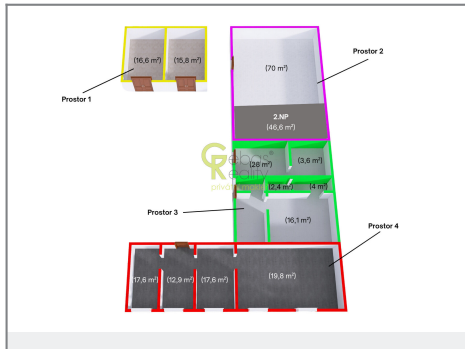 (16,6 m²)
(15,8 m²)
Prostor 1
(70 m²)
Prostor 2
2.NP
(46,6 m²)
(28 m²)
(3,6 m²)
Gebas
Reality
(2,4 m²)
(4 m²)
Prostor 3
(16,1 m²)
Prostor 4
(17,6 m²)
(12,9 m²)
(17,6 m²)
(19,8 m²)